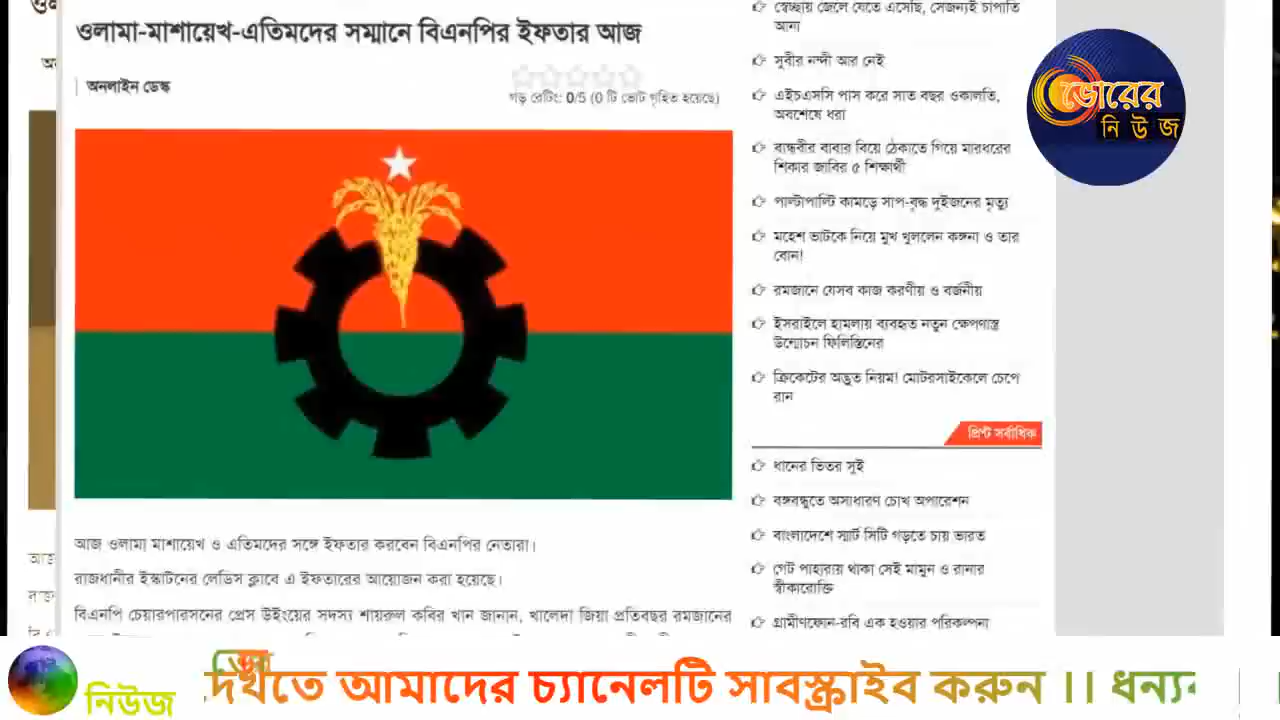 ওলামা-মাশায়েখ-এতিমদের সম্মানে বিএনপির ইফতার আজ
অনলাইন ডেস্ক
গড় রেটিং: 0/5 (0 টি ভোট গৃহিত হয়েছে)
আজ ওলামা মাশায়েখ ও এতিমদের সঙ্গে ইফতার করবেন বিএনপির নেতারা।
রাজধানীর ইস্কাটনের লেডিস ক্লাবে এ ইফতারের আয়োজন করা হয়েছে।
বিএনপি চেয়ারপারসনের প্রেস উইংয়ের সদস্য শায়রুল কবির খান জানান, খালেদা জিয়া প্রতিবছর রমজানের
স্বেচ্ছায় জেলে যেতে এসেছি, সেজন্যই চাপাতি
আনা
সুবীর নন্দী আর নেই
এইচএসসি পাস করে সাত বছর ওকালতি,
অবশেষে ধরা
বান্ধবীর বাবার বিয়ে ঠেকাতে গিয়ে মারধরের
শিকার জাবির ৫ শিক্ষার্থী
পাল্টাপাল্টি কামড়ে সাপ-বৃদ্ধ দুইজনের মৃত্যু
মহেশ ভাটকে নিয়ে মুখ খুললেন কঙ্গনা ও তার
বোন!
রমজানে যেসব কাজ করণীয় ও বর্জনীয়
ইসরাইলে হামলায় ব্যবহৃত নতুন ক্ষেপণাস্ত্র
উন্মোচন ফিলিস্তিনের
ক্রিকেটের অদ্ভুত নিয়ম! মোটরসাইকেলে চেপে
রান
প্রিন্ট সর্বাধিক
ধানের ভিতর সুই
বঙ্গবন্ধুতে অসাধারণ চোখ অপারেশন
বাংলাদেশে স্মার্ট সিটি গড়তে চায় ভারত
গেট পাহারায় থাকা সেই মামুন ও রানার
স্বীকারোক্তি
গ্রামীণফোন-রবি এক হওয়ার পরিকল্পনা
ভোরের
নিউজ
নিউজ
দেখতে আমাদের চ্যানেলটি সাবস্ক্রাইব করুন ।। ধন্য